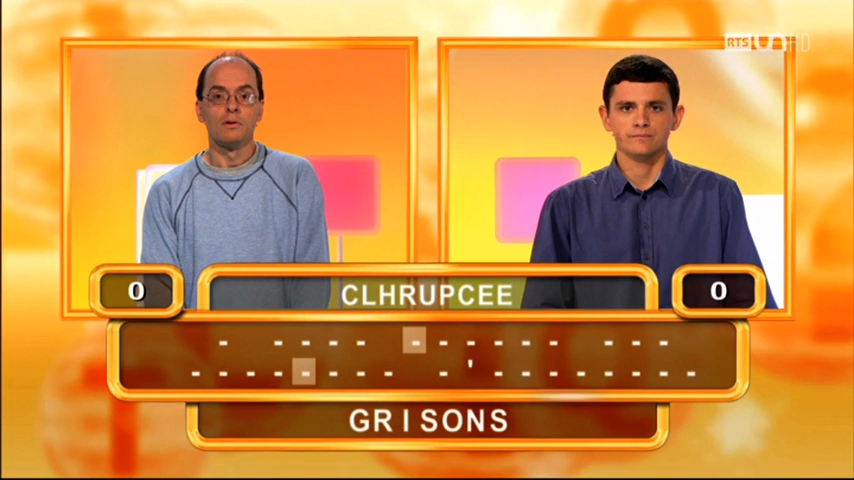 RTS UN HD
0
CLHRUPCEE
0
- - - - - - - - - - - - - -
- - - - - - - - - ' - - - - - - - -
GRISONS